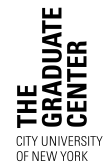 THE
GRADUATE
CENTER
CITY UNIVERSITY
OF NEW YORK